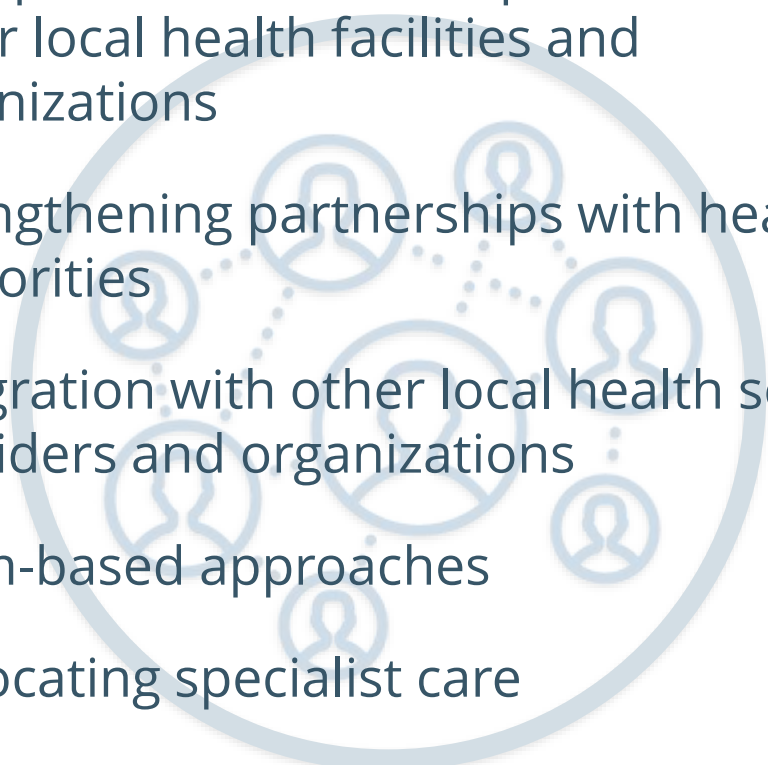 r local health facilities and
nizations
ngthening partnerships with hea
orities
gration with other local health s
iders and organizations
n-based approaches
ocating specialist care